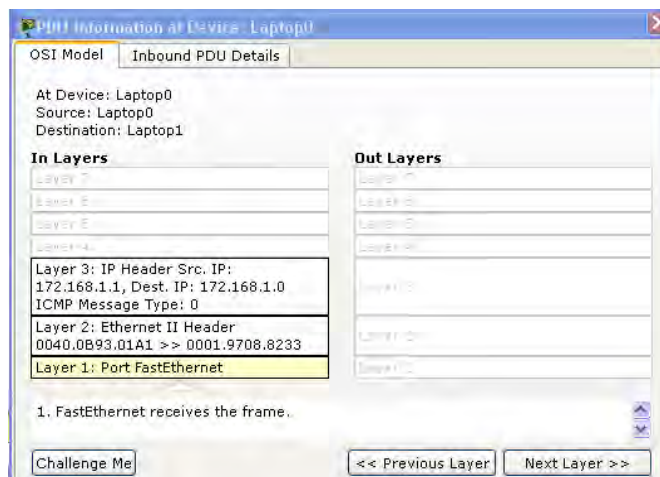 PDU Information at Device: Laptop0
OSI Model
Inbound PDU Details
At Device: Laptop0
Source: Laptop0
Destination: Laptop1
In Layers
Layer 7
Layer 6
Layer 5
Layer 4
Layer 3: IP Header Src. IP:
172.168.1.1, Dest. IP: 172.168.1.0
ICMP Message Type: 0
Layer 2: Ethernet II Header
0040.0B93.01A1 >> 0001.9708.8233
Layer 1: Port FastEthernet
Out Layers
Layer 7
Layer 6
Layer 5
Layer 4
Layer 3
Layer 2
Layer 1
1. FastEthernet receives the frame.
Challenge Me
<< Previous Layer
Next Layer >>